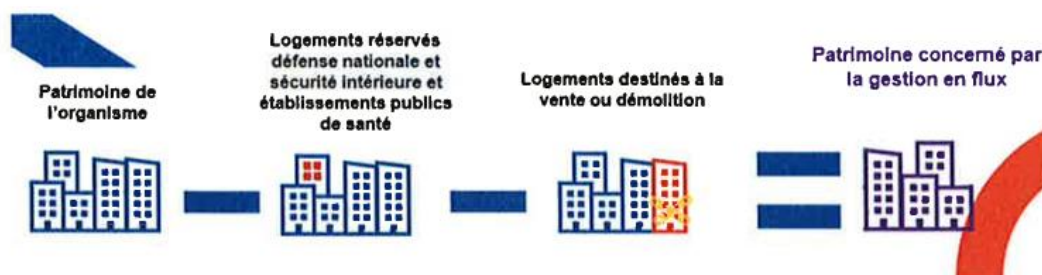 Patrimoine de
l'organisme
Logements réservés
défense nationale et
sécurité intérieure et
établissements publics
de santé
Logements destinés à la
vente ou démolition
Patrimoine concerné par
la gestion en flux